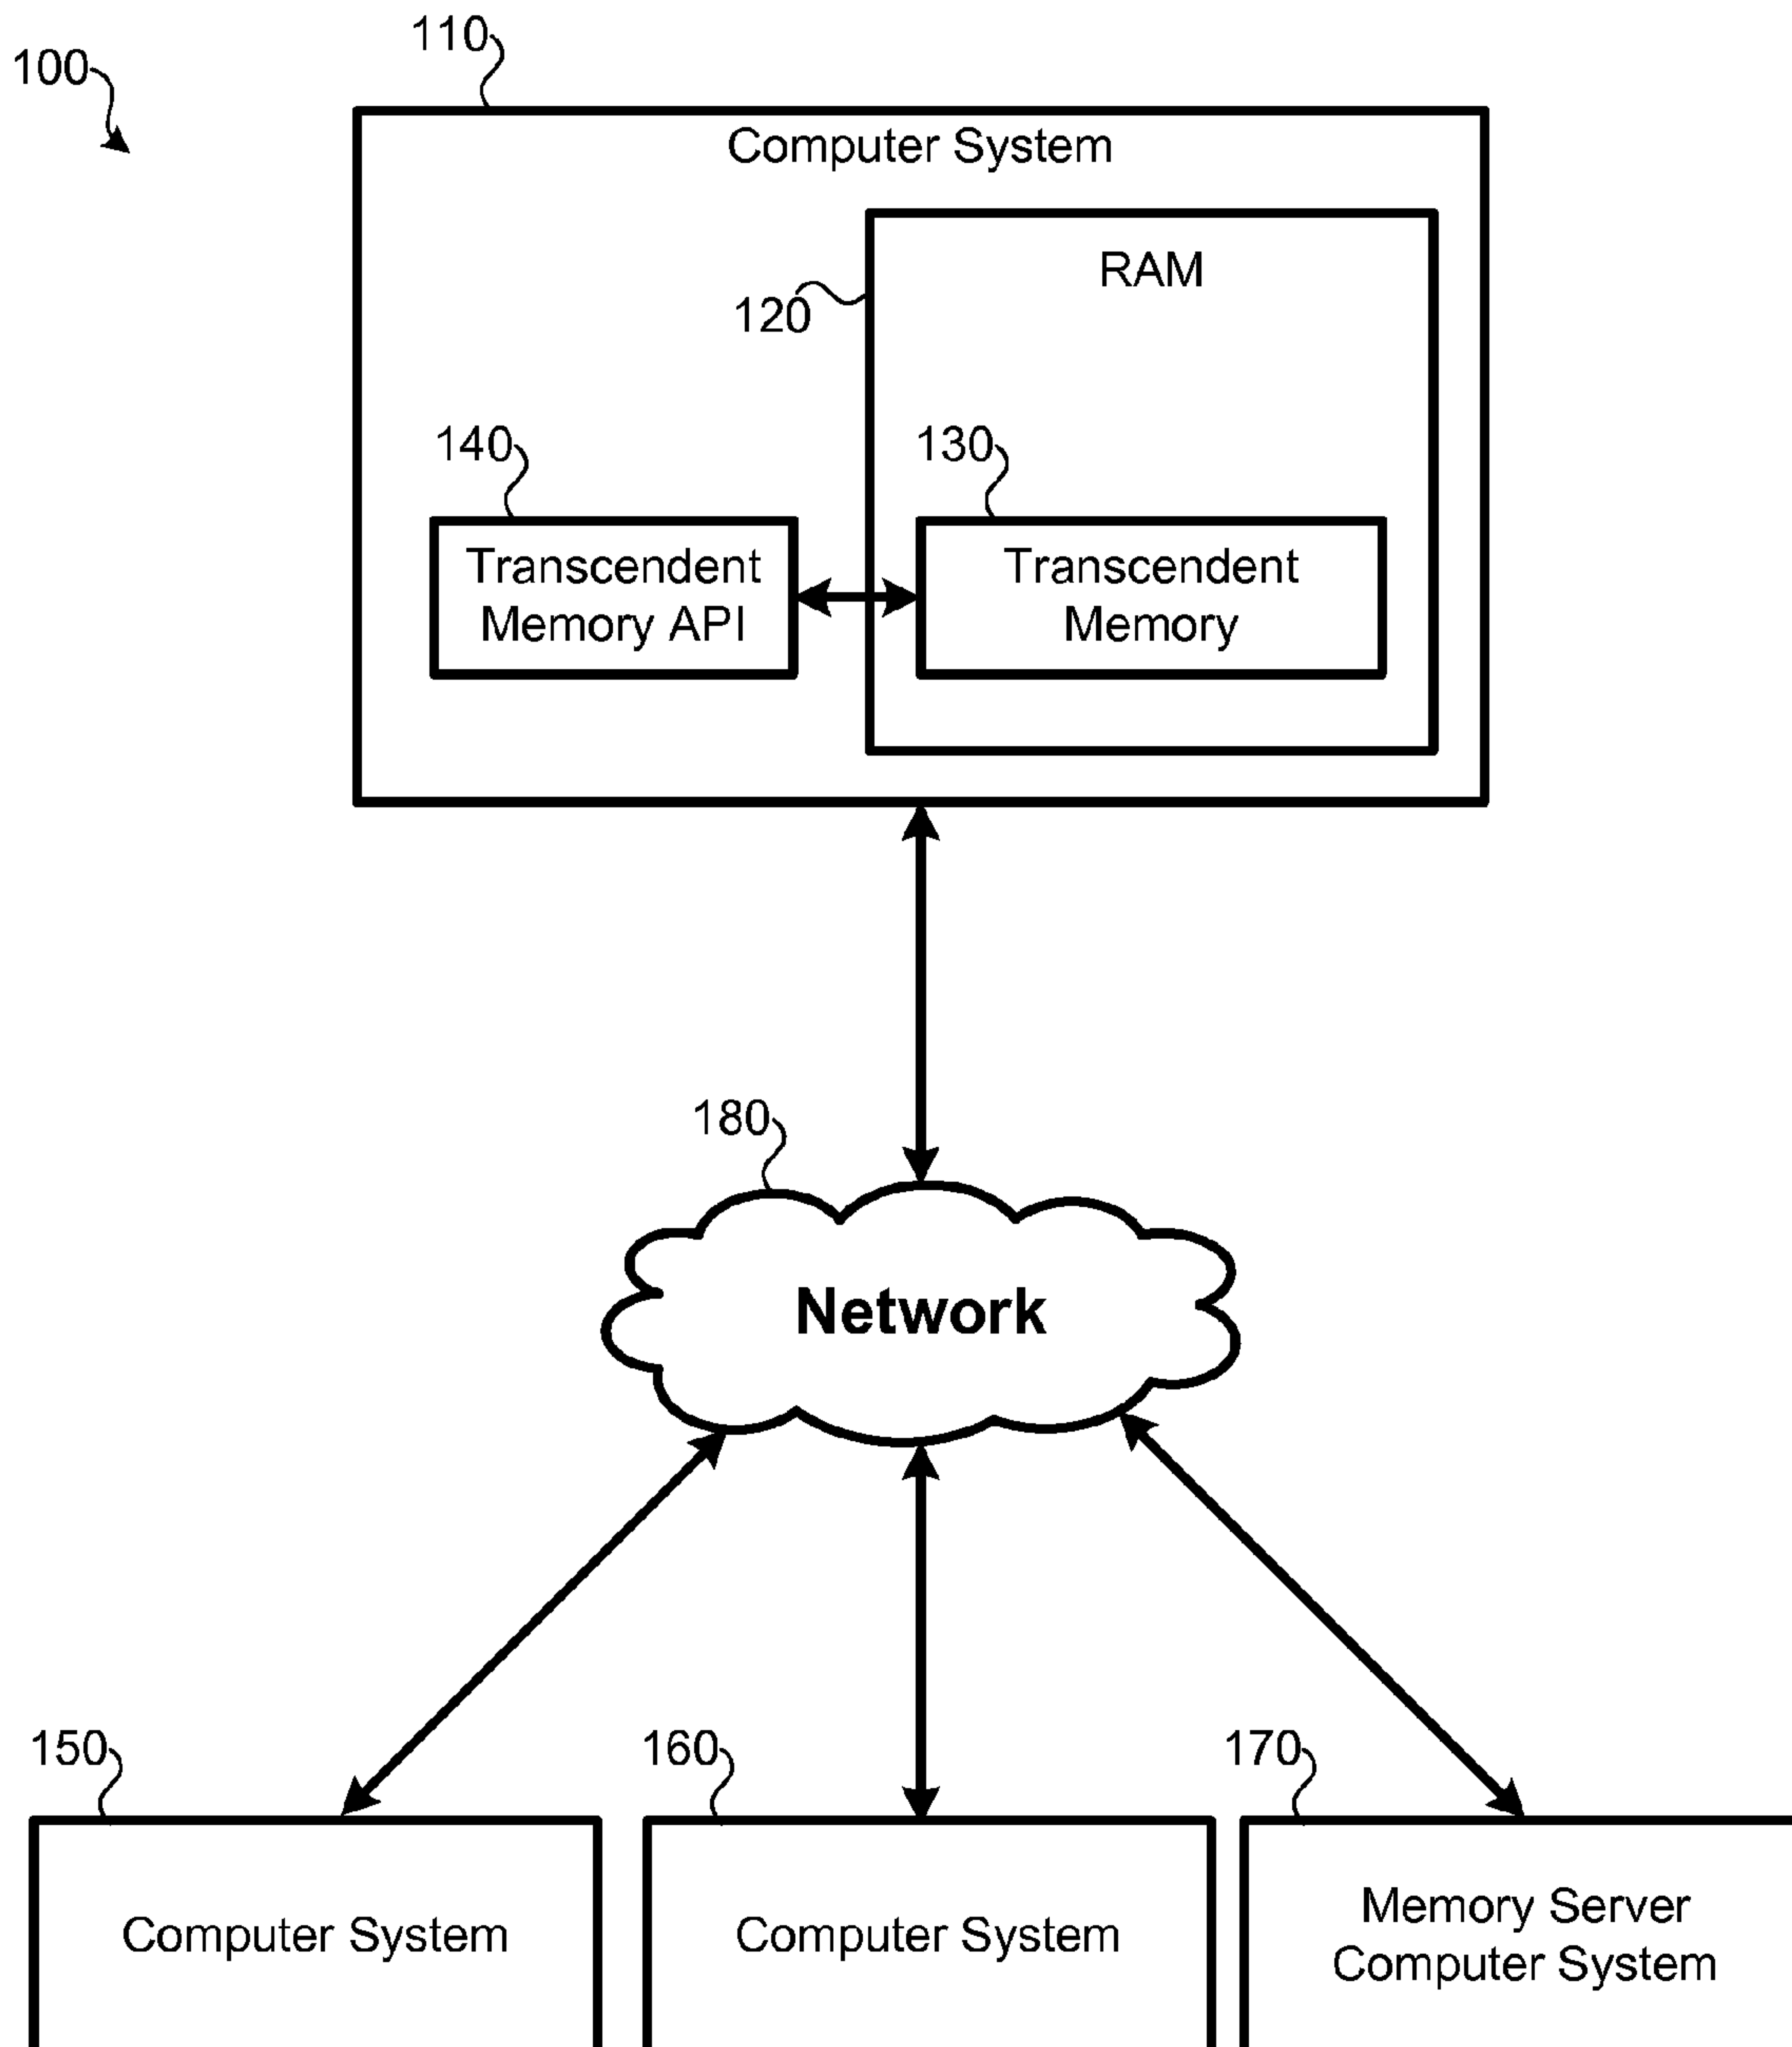 110
100
Computer System
RAM
120
140
130
Transcendent
Memory API
Transcendent
Memory
180
Network
150
160
170
Computer System
Computer System
Memory Server
Computer System